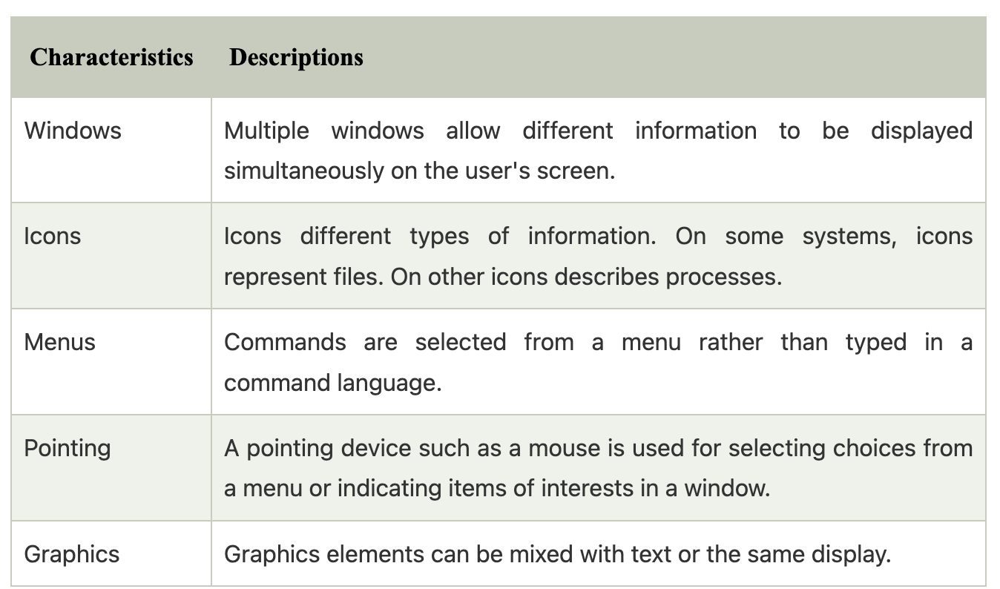 Characteristics Descriptions
Windows Multiple windows allow different information to be displayed
simultaneously on the user's screen.
Icons Icons different types of information. On some systems, icons
represent files. On other icons describes processes.
Menus Commands are selected from a menu rather than typed in a
command language.
Pointing A pointing device such as a mouse is used for selecting choices from
a menu or indicating items of interests in a window.
Graphics Graphics elements can be mixed with text or the same display.